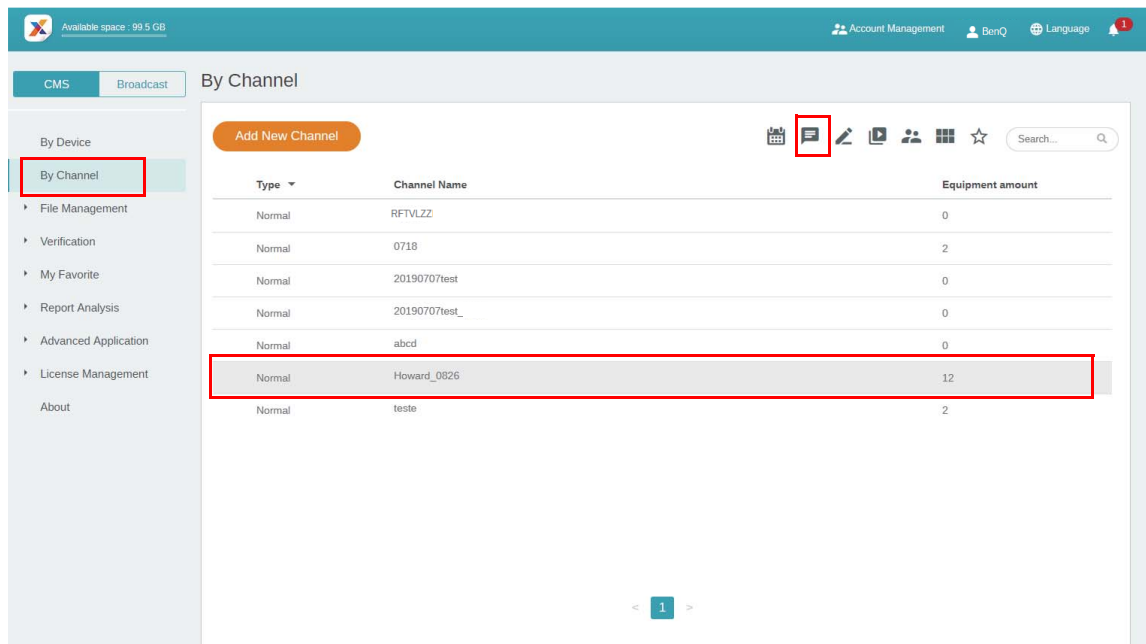 Available space : 99.5 GB
Account Management BenQ Language 1
CMS Broadcast
By Channel
By Device
By Channel
File Management
Verification
My Favorite
Report Analysis
Advanced Application
License Management
About
Add New Channel
Search...
Type Channel Name Equipment amount
Normal RFTVLZZ 0
Normal 0718 2
Normal 20190707test 0
Normal 20190707test_ 0
Normal abcd 0
Normal Howard_0826 12
Normal teste 2
< 1 >